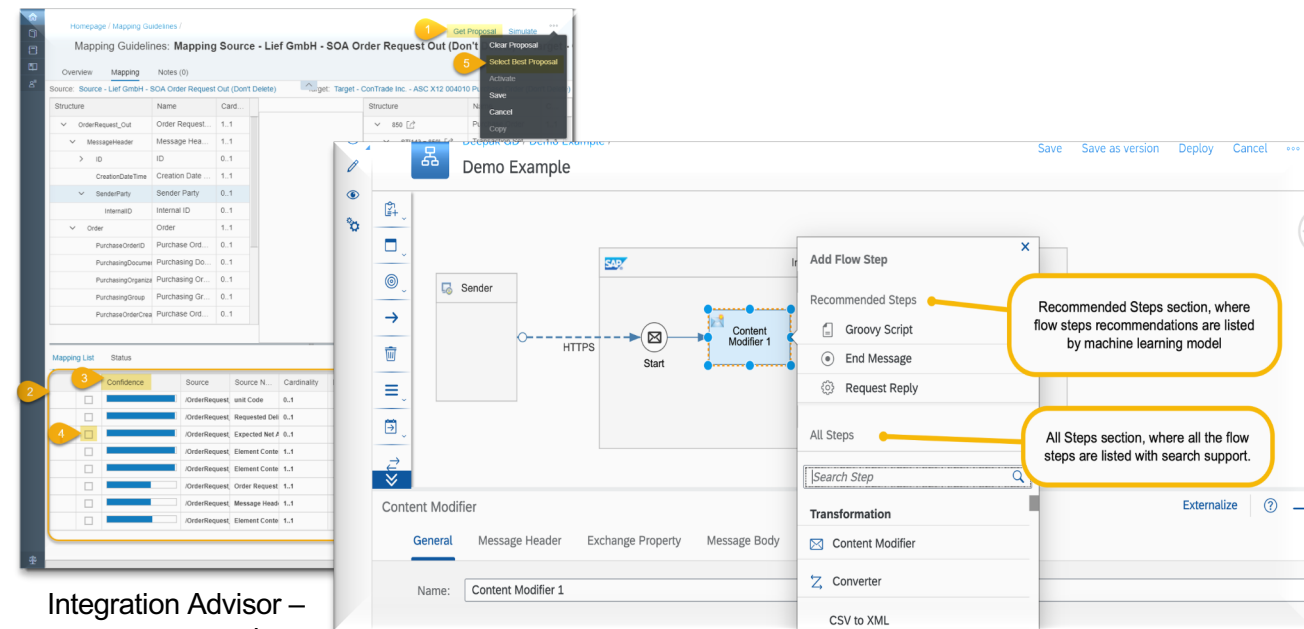 Homepage / Mapping Guidelines /
1
Get Proposal Simulate ...
Mapping Guidelines: Mapping Source - Lief GmbH - SOA Order Request Out (Don't
Clear Proposal
5
Select Best Proposal
Activate
Save
Cancel
Copy
Overview Mapping Notes (0)
Source: Source - Lief GmbH - SOA Order Request Out (Don't Delete)
Target - ConTrade Inc. - ASC X12 004010
Structure Name Card...
Structure
OrderRequest_Out Order Request... 1..1
850
MessageHeader Message Hea... 1..1
ID ID 0..1
CreationDateTime Creation Date ... 1..1
SenderParty Sender Party 0..1
InternalID Internal ID 0..1
Order Order 1..1
PurchaseOrderID Purchase Ord... 0..1
PurchasingDocumen Purchasing Do... 0..1
PurchasingOrganiza Purchasing Or... 0..1
PurchasingGroup Purchasing Gr... 0..1
PurchaseOrderCrea Purchase Ord... 0..1
Mapping List Status
2
3
Confidence Source Source N... Cardinality
/OrderRequest_ unit Code 0..1
/OrderRequest_ Requested Deli 0..1
4
/OrderRequest_ Expected Net A 0..1
/OrderRequest_ Element Conte 1..1
/OrderRequest_ Element Conte 1..1
/OrderRequest_ Order Request 1..1
/OrderRequest_ Message Head 1..1
/OrderRequest_ Element Conte 1..1
Integration Advisor –
Demo Example /
Demo Example
Save Save as version Deploy Cancel
Sender
HTTPS
SAP
Start
Content
Modifier 1
Add Flow Step
Recommended Steps
Groovy Script
End Message
Request Reply
All Steps
Search Step
Transformation
Content Modifier
Converter
CSV to XML
Recommended Steps section, where
flow steps recommendations are listed
by machine learning model
All Steps section, where all the flow
steps are listed with search support.
Content Modifier
Externalize
General Message Header Exchange Property Message Body
Name: Content Modifier 1